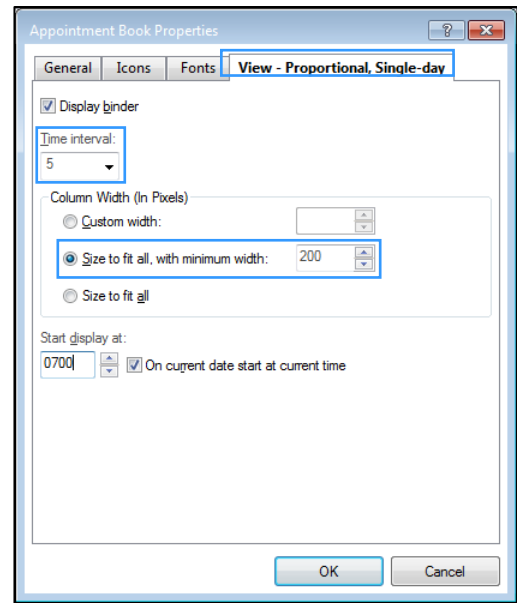 Appointment Book Properties
General Icons Fonts View - Proportional, Single-day
Display binder
Time interval:
5
Column Width (In Pixels)
Custom width:
Size to fit all, with minimum width: 200
Size to fit all
Start display at:
0700 On current date start at current time
OK Cancel